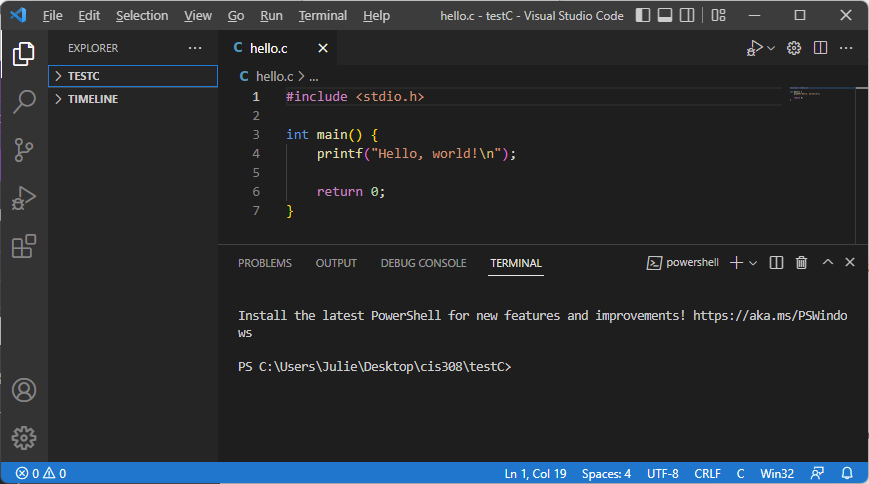 File Edit Selection View Go Run Terminal Help hello.c - testC - Visual Studio Code
EXPLORER
TESTC
TIMELINE
C hello.c
C hello.c > ...
1 #include <stdio.h>
2
3 int main() {
4 printf("Hello, world!\n");
5
6 return 0;
7 }
PROBLEMS OUTPUT DEBUG CONSOLE TERMINAL powershell
Install the latest PowerShell for new features and improvements! https://aka.ms/PSWindo
ws
PS C:\Users\Julie\Desktop\cis308\testC>
0 0 Ln 1, Col 19 Spaces: 4 UTF-8 CRLF C Win32